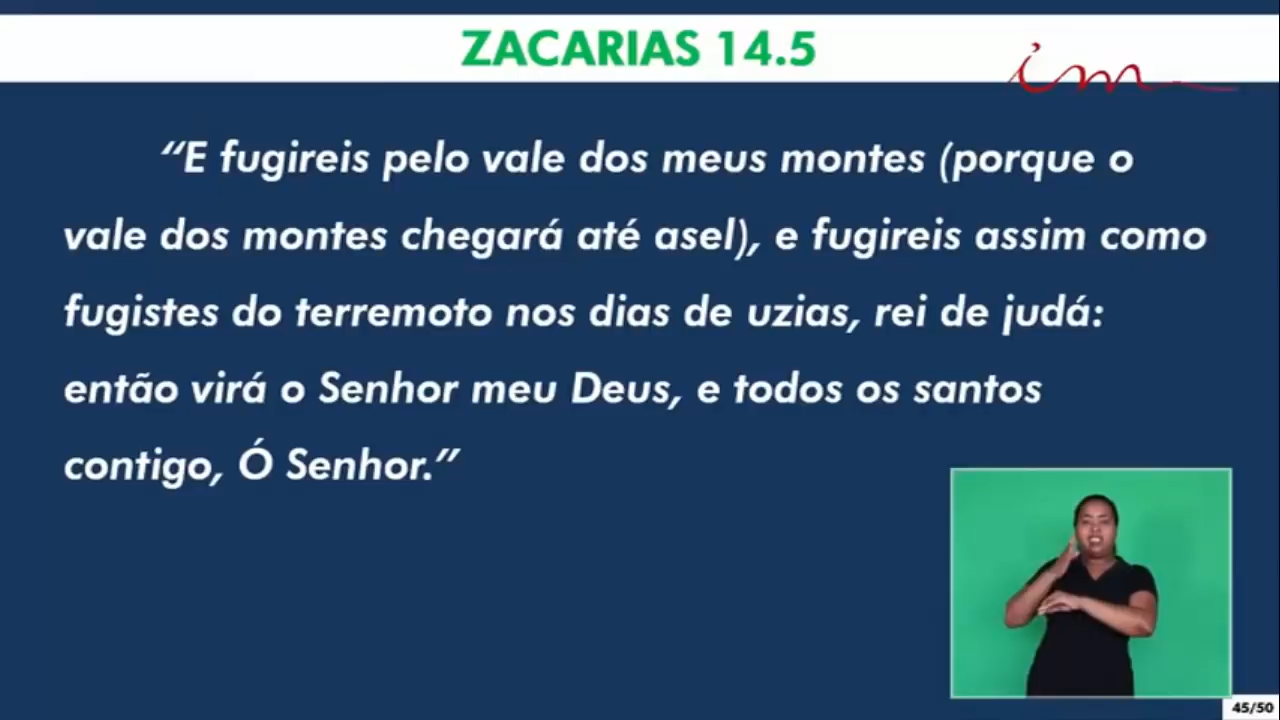 ZACARIAS 14.5
im
“E fugireis pelo vale dos meus montes (porque o
vale dos montes chegará até asel), e fugireis assim como
fugistes do terremoto nos dias de uzias, rei de judá:
então virá o Senhor meu Deus, e todos os santos
contigo, Ó Senhor.”
45/50